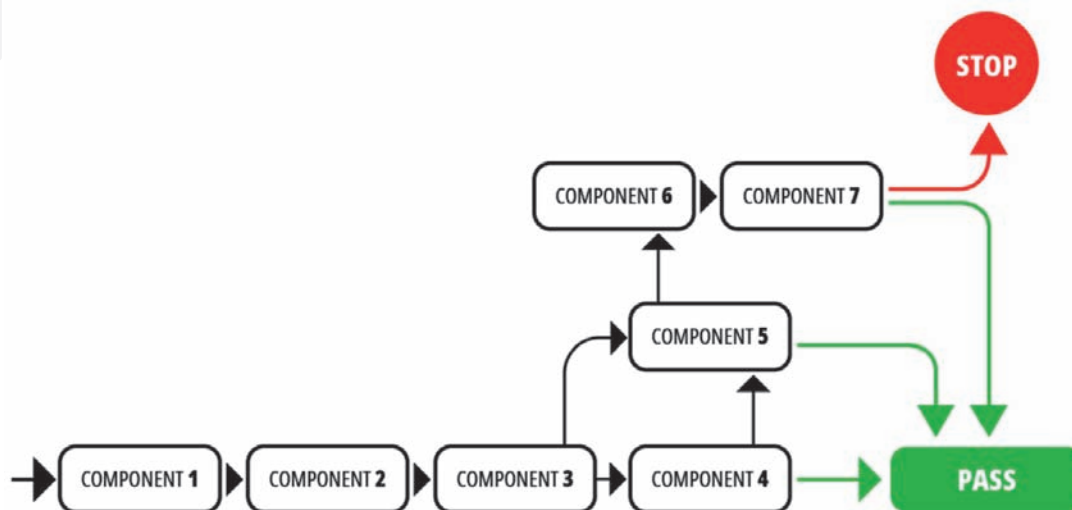 STOP
COMPONENT 6
COMPONENT 7
COMPONENT 5
COMPONENT 1
COMPONENT 2
COMPONENT 3
COMPONENT 4
PASS